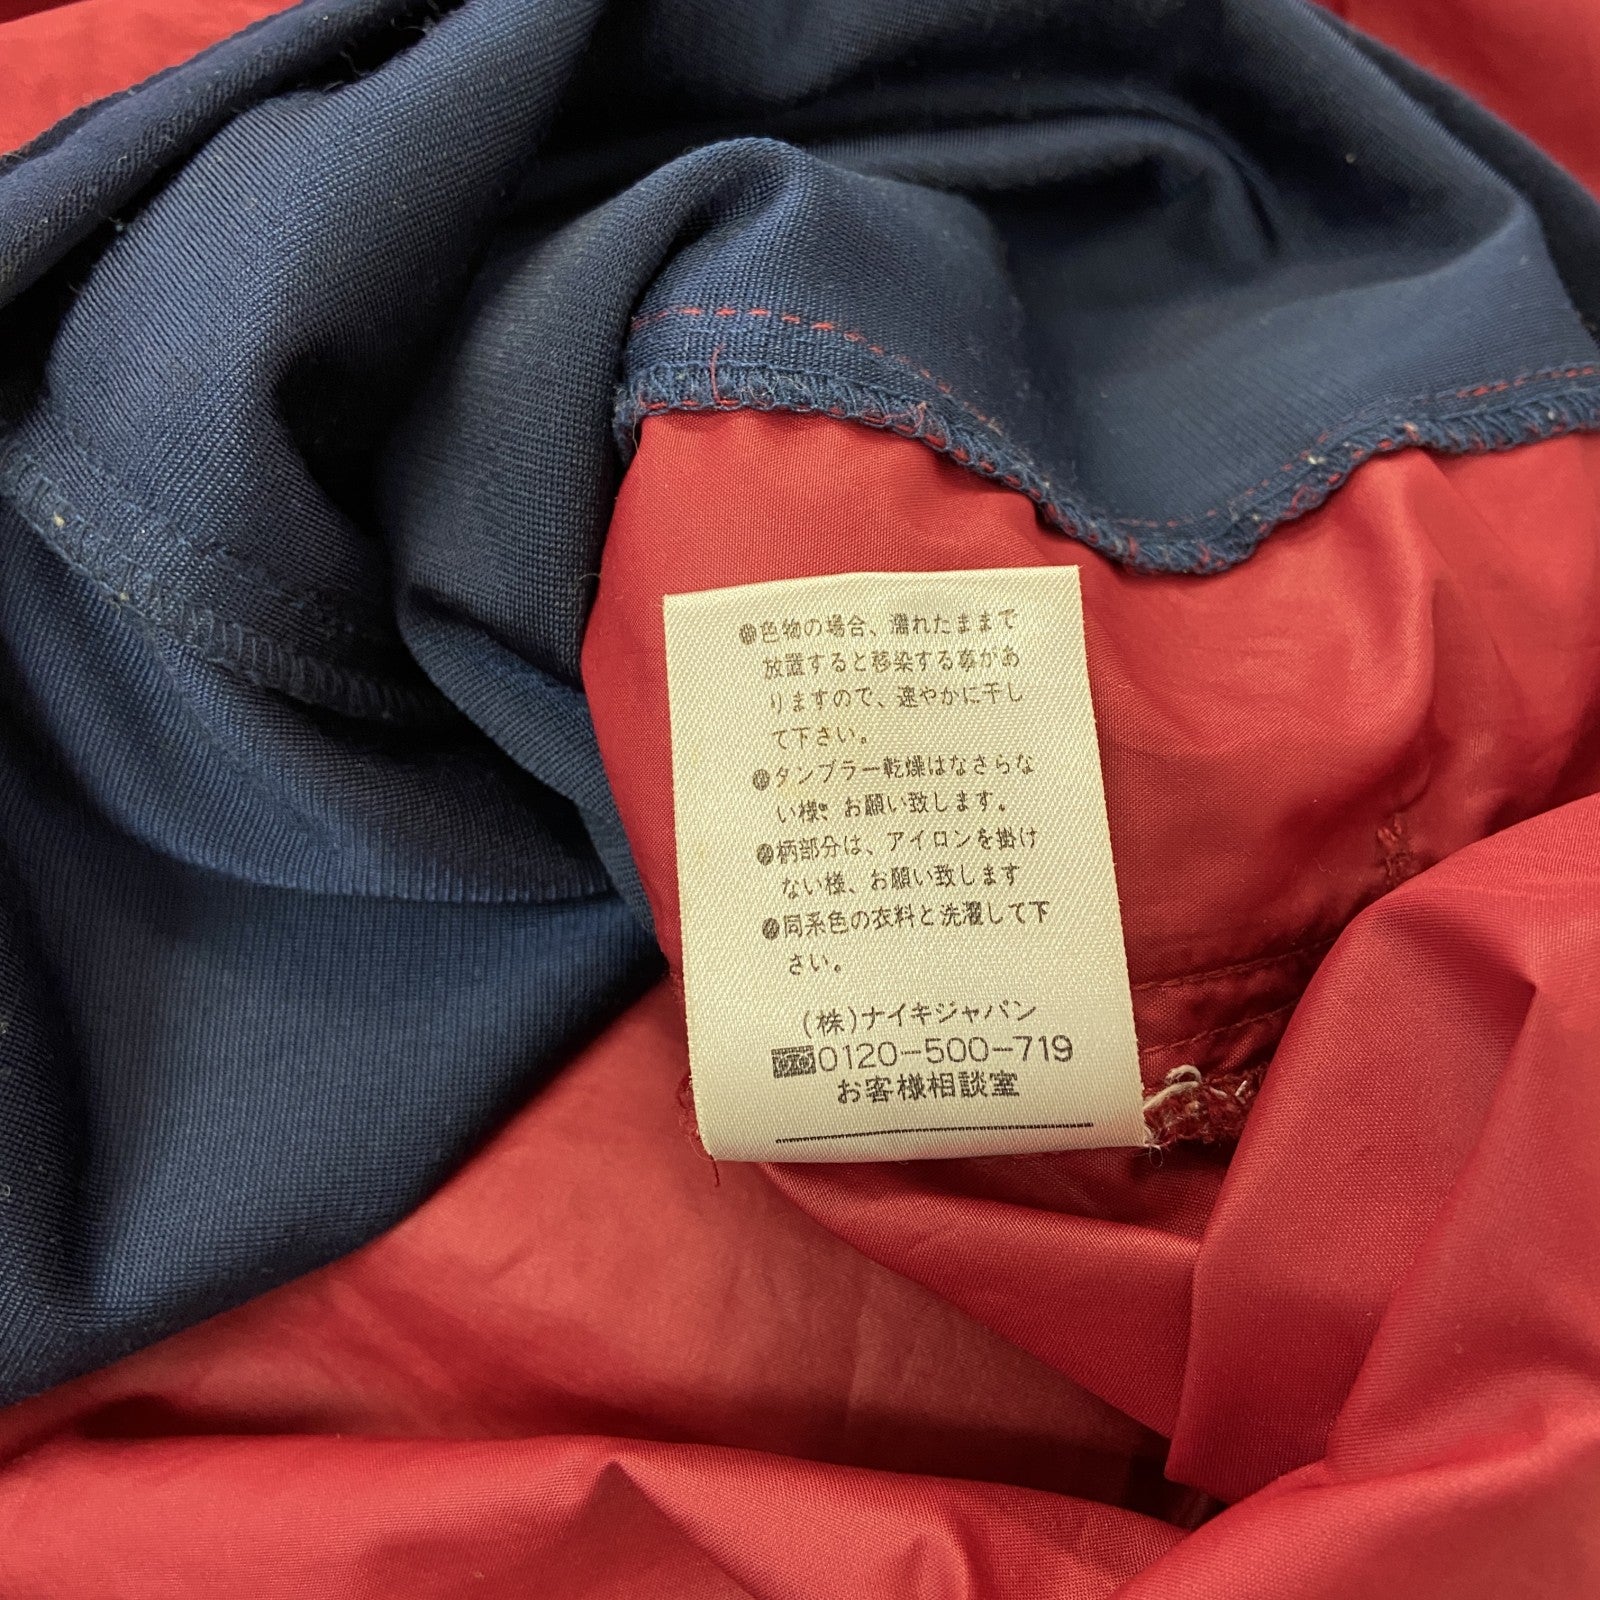 ●色物の場合、濡れたままで
放置すると移染する事があ
りますので、速やかに干し
て下さい。
●タンブラー乾燥はなさらな
い様、お願い致します。
●柄部分は、アイロンを掛け
ない様、お願い致します
●同系色の衣料と洗濯して下
さい。
(株)ナイキジャパン
0120-500-719
お客様相談室